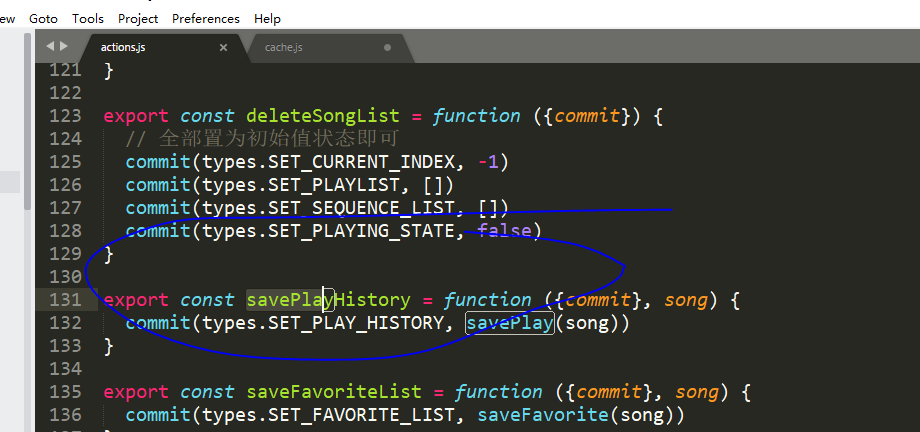 ew Goto Tools Project Preferences Help
actions.js × cache.js
121 }
122
123 export const deleteSongList = function ({commit}) {
124 // 全部置为初始值状态即可
125 commit(types.SET_CURRENT_INDEX, -1)
126 commit(types.SET_PLAYLIST, [])
127 commit(types.SET_SEQUENCE_LIST, [])
128 commit(types.SET_PLAYING_STATE, false)
129 }
130
131 export const savePlayHistory = function ({commit}, song) {
132 commit(types.SET_PLAY_HISTORY, savePlay(song))
133 }
134
135 export const saveFavoriteList = function ({commit}, song) {
136 commit(types.SET_FAVORITE_LIST, saveFavorite(song))